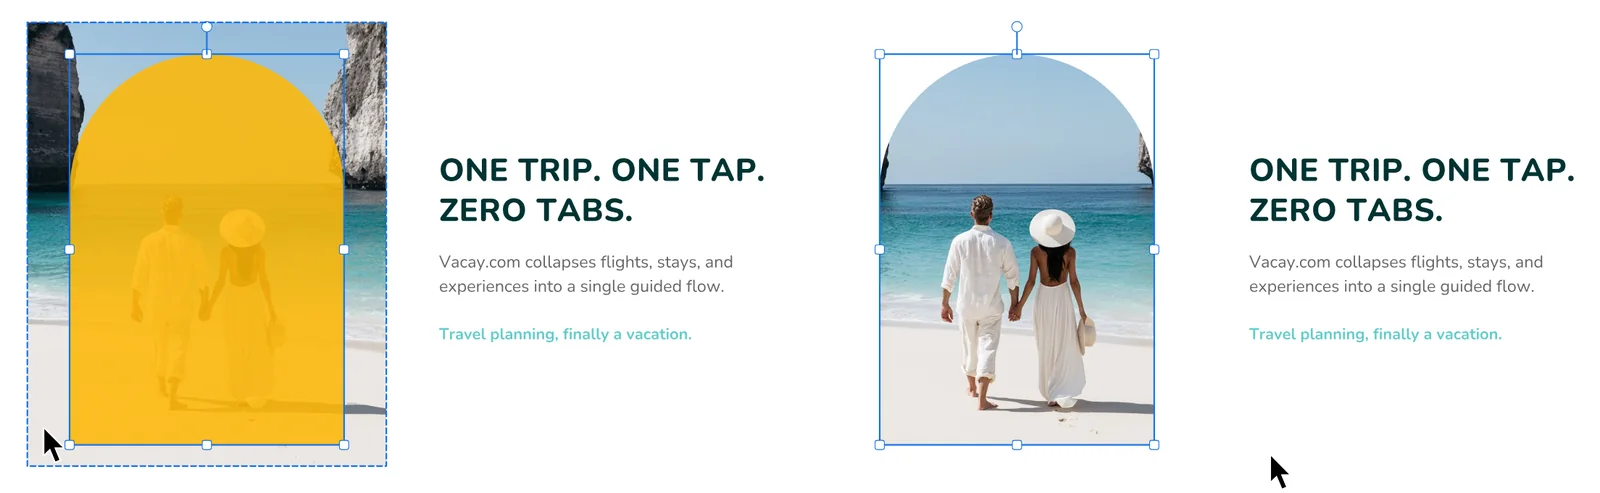 ONE TRIP. ONE TAP.
ZERO TABS.
Vacay.com collapses flights, stays, and
experiences into a single guided flow.
Travel planning, finally a vacation.
ONE TRIP. ONE TAP.
ZERO TABS.
Vacay.com collapses flights, stays, and
experiences into a single guided flow.
Travel planning, finally a vacation.